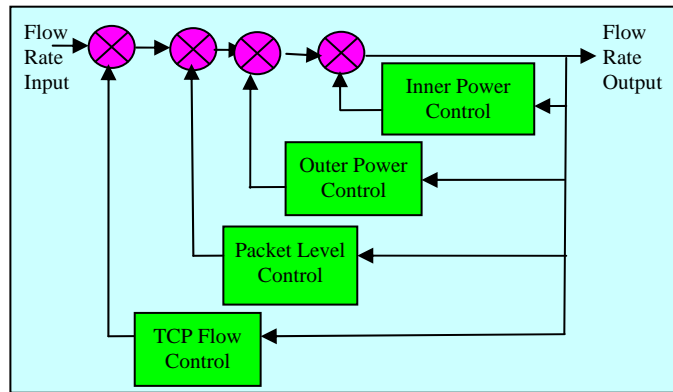 Flow
Rate
Input
Flow
Rate
Output
Inner Power
Control
Outer Power
Control
Packet Level
Control
TCP Flow
Control